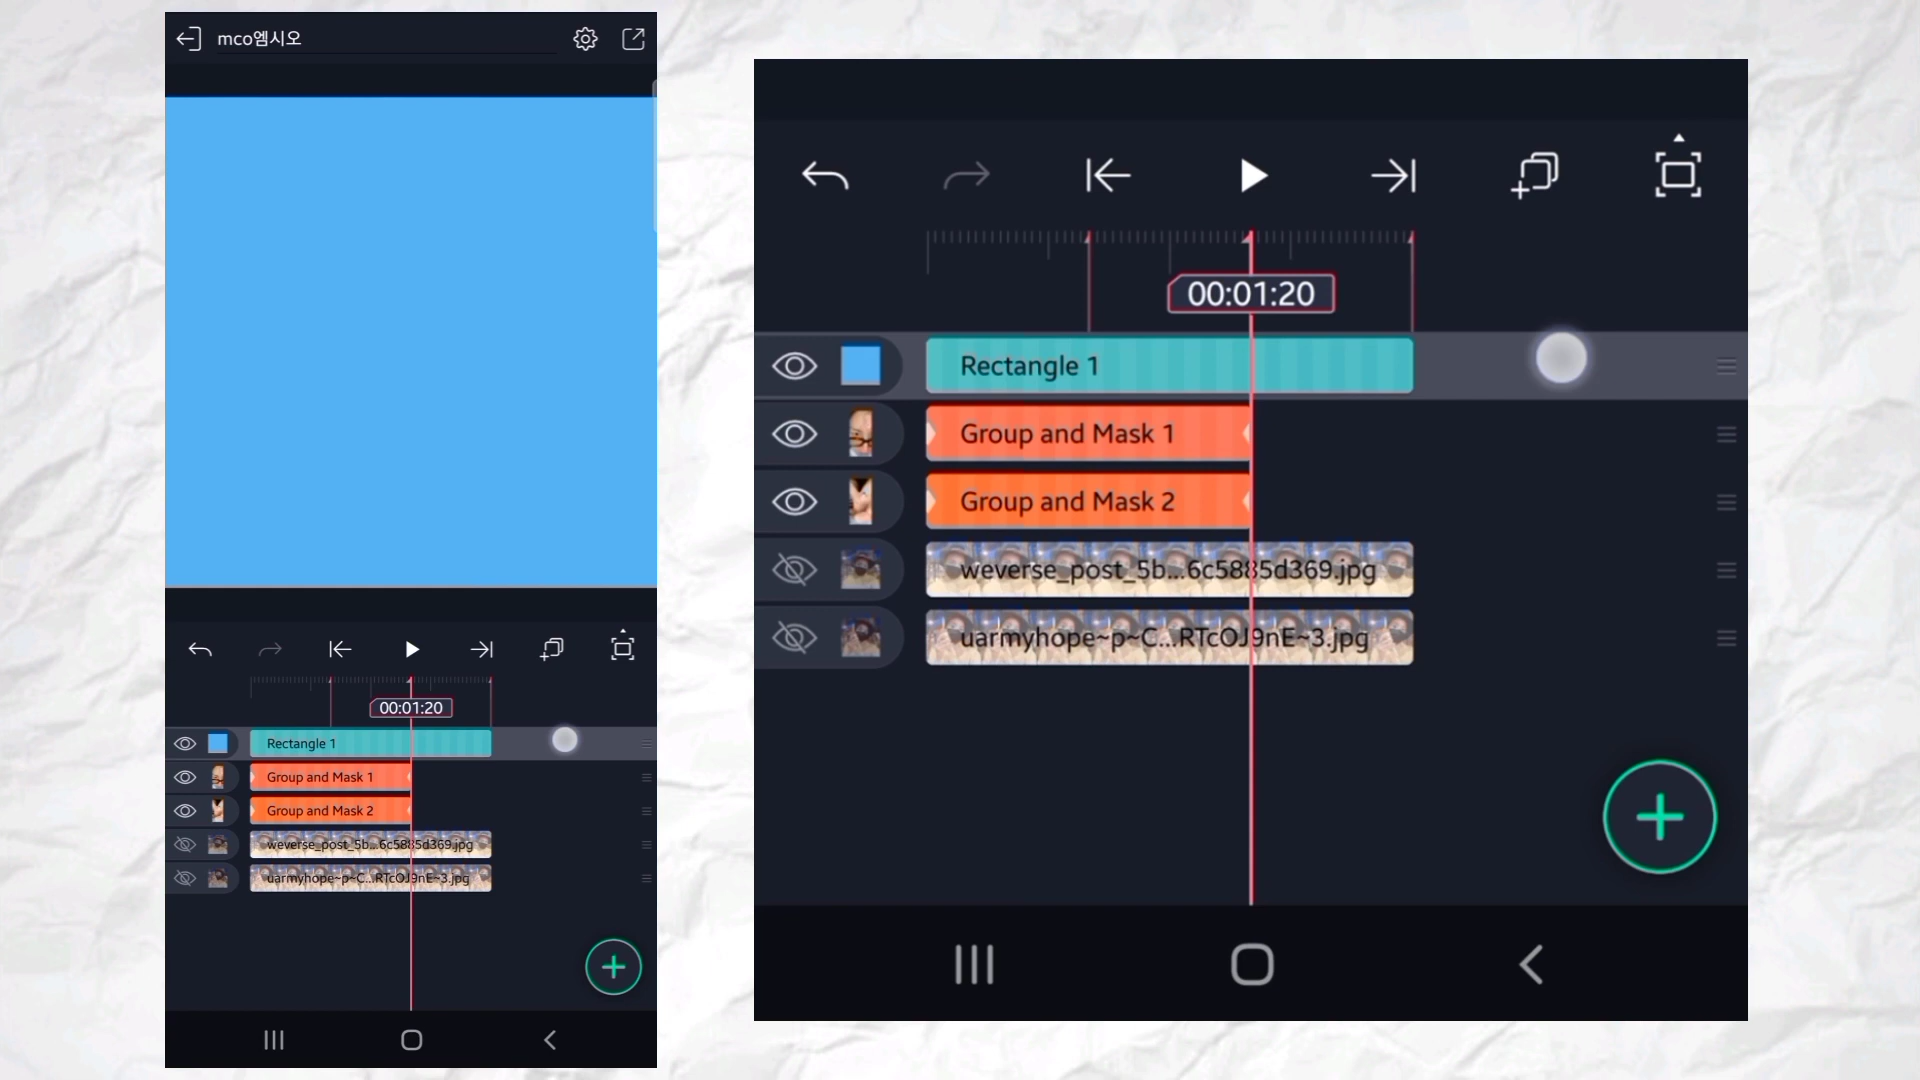 mco엠시오
00:01:20
Rectangle 1
Group and Mask 1
Group and Mask 2
weverse_post_5b...6c5885d369.jpg
uarmyhope~p~C...RTcOJ9nE~3.jpg
00:01:20
Rectangle 1
Group and Mask 1
Group and Mask 2
weverse_post_5b...6c5885d369.jpg
uarmyhope~p~C...RTcOJ9nE~3.jpg